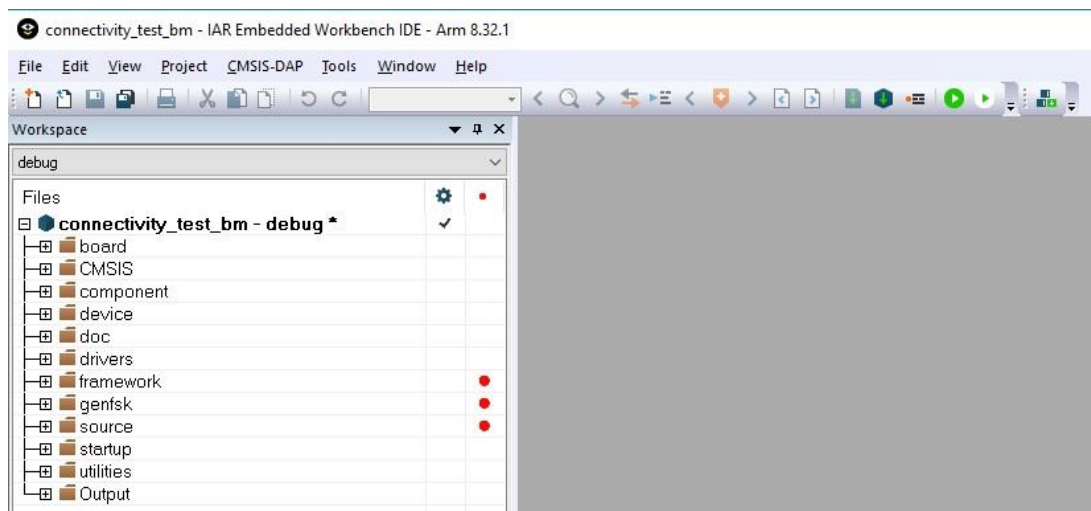 connectivity_test_bm - IAR Embedded Workbench IDE - Arm 8.32.1
File Edit View Project CMSIS-DAP Tools Window Help
Workspace
debug
Files
connectivity_test_bm - debug *
board
CMSIS
component
device
doc
drivers
framework
genfsk
source
startup
utilities
Output